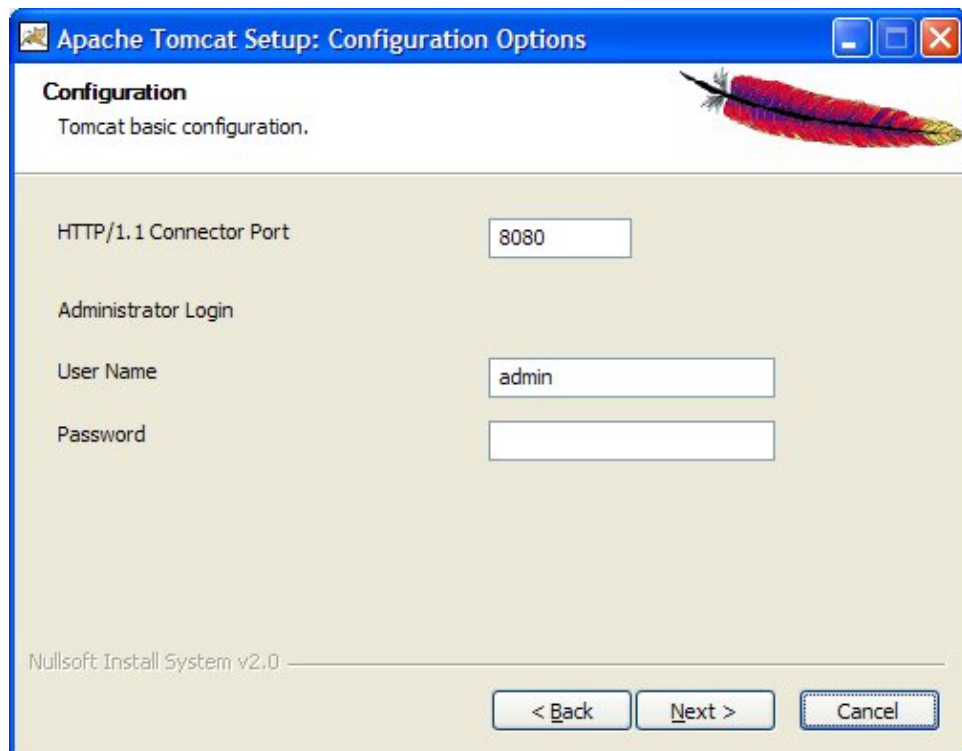 Apache Tomcat Setup: Configuration Options
Configuration
Tomcat basic configuration.
HTTP/1.1 Connector Port
8080
Administrator Login
User Name
admin
Password
Nullsoft Install System v2.0
< Back
Next >
Cancel